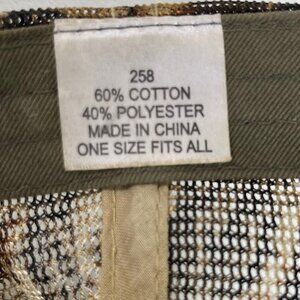 258
60% COTTON
40% POLYESTER
MADE IN CHINA
ONE SIZE FITS ALL